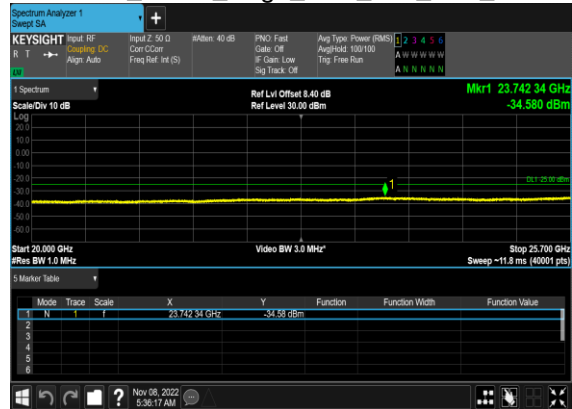 Spectrum Analyzer 1
Swept SA
+
KEYSIGHT Input: RF Input Z: 50 Ω #Atten: 40 dB PNO: Fast Avg Type: Power (RMS) 1 2 3 4 5 6
R T Coupling: DC Corr CCorr Gate: Off Avg|Hold: 100/100 A W W W W W
Align: Auto Freq Ref: Int (S) IF Gain: Low Trig: Free Run
Sig Track: Off A N N N N N
1 Spectrum Ref Lvl Offset 8.40 dB Mkr1 23.742 34 GHz
Scale/Div 10 dB Ref Level 30.00 dBm -34.580 dBm
Log
20.0
10.0
0.00
-10.0
-20.0
-30.0
-40.0
-50.0
-60.0
1
DL1 -25.00 dBm
Start 20.000 GHz Video BW 3.0 MHz* Stop 25.700 GHz
#Res BW 1.0 MHz Sweep ~11.8 ms (40001 pts)
5 Marker Table
Mode Trace Scale X Y Function Function Width Function Value
1 N 1 f 23.742 34 GHz -34.58 dBm
2
3
4
5
6
? Nov 08, 2022
5:36:17 AM